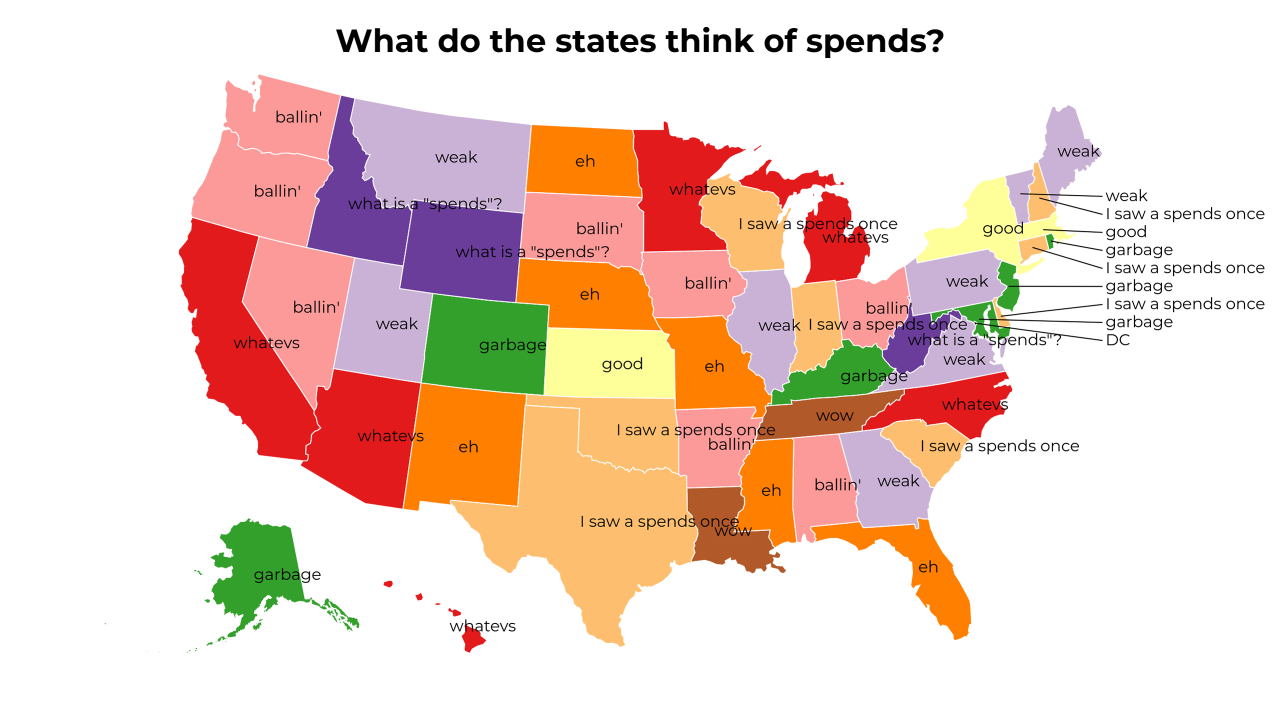 What do the states think of spends?
ballin'
weak
weak
eh
ballin'
whatevs
weak
what is a "spends"?
I saw a spends once
I saw a spends once
good
ballin'
good
whatevs
garbage
what is a "spends"?
I saw a spends once
weak
ballin'
garbage
eh
I saw a spends once
ballin'
ballin'
garbage
weak
weak
I saw a spends once
what is a "spends"?
DC
whatevs
garbage
weak
good
eh
garbage
whatevs
wow
I saw a spends once
whatevs
eh
ballin'
I saw a spends once
eh
ballin'
weak
I saw a spends once
wow
eh
garbage
whatevs